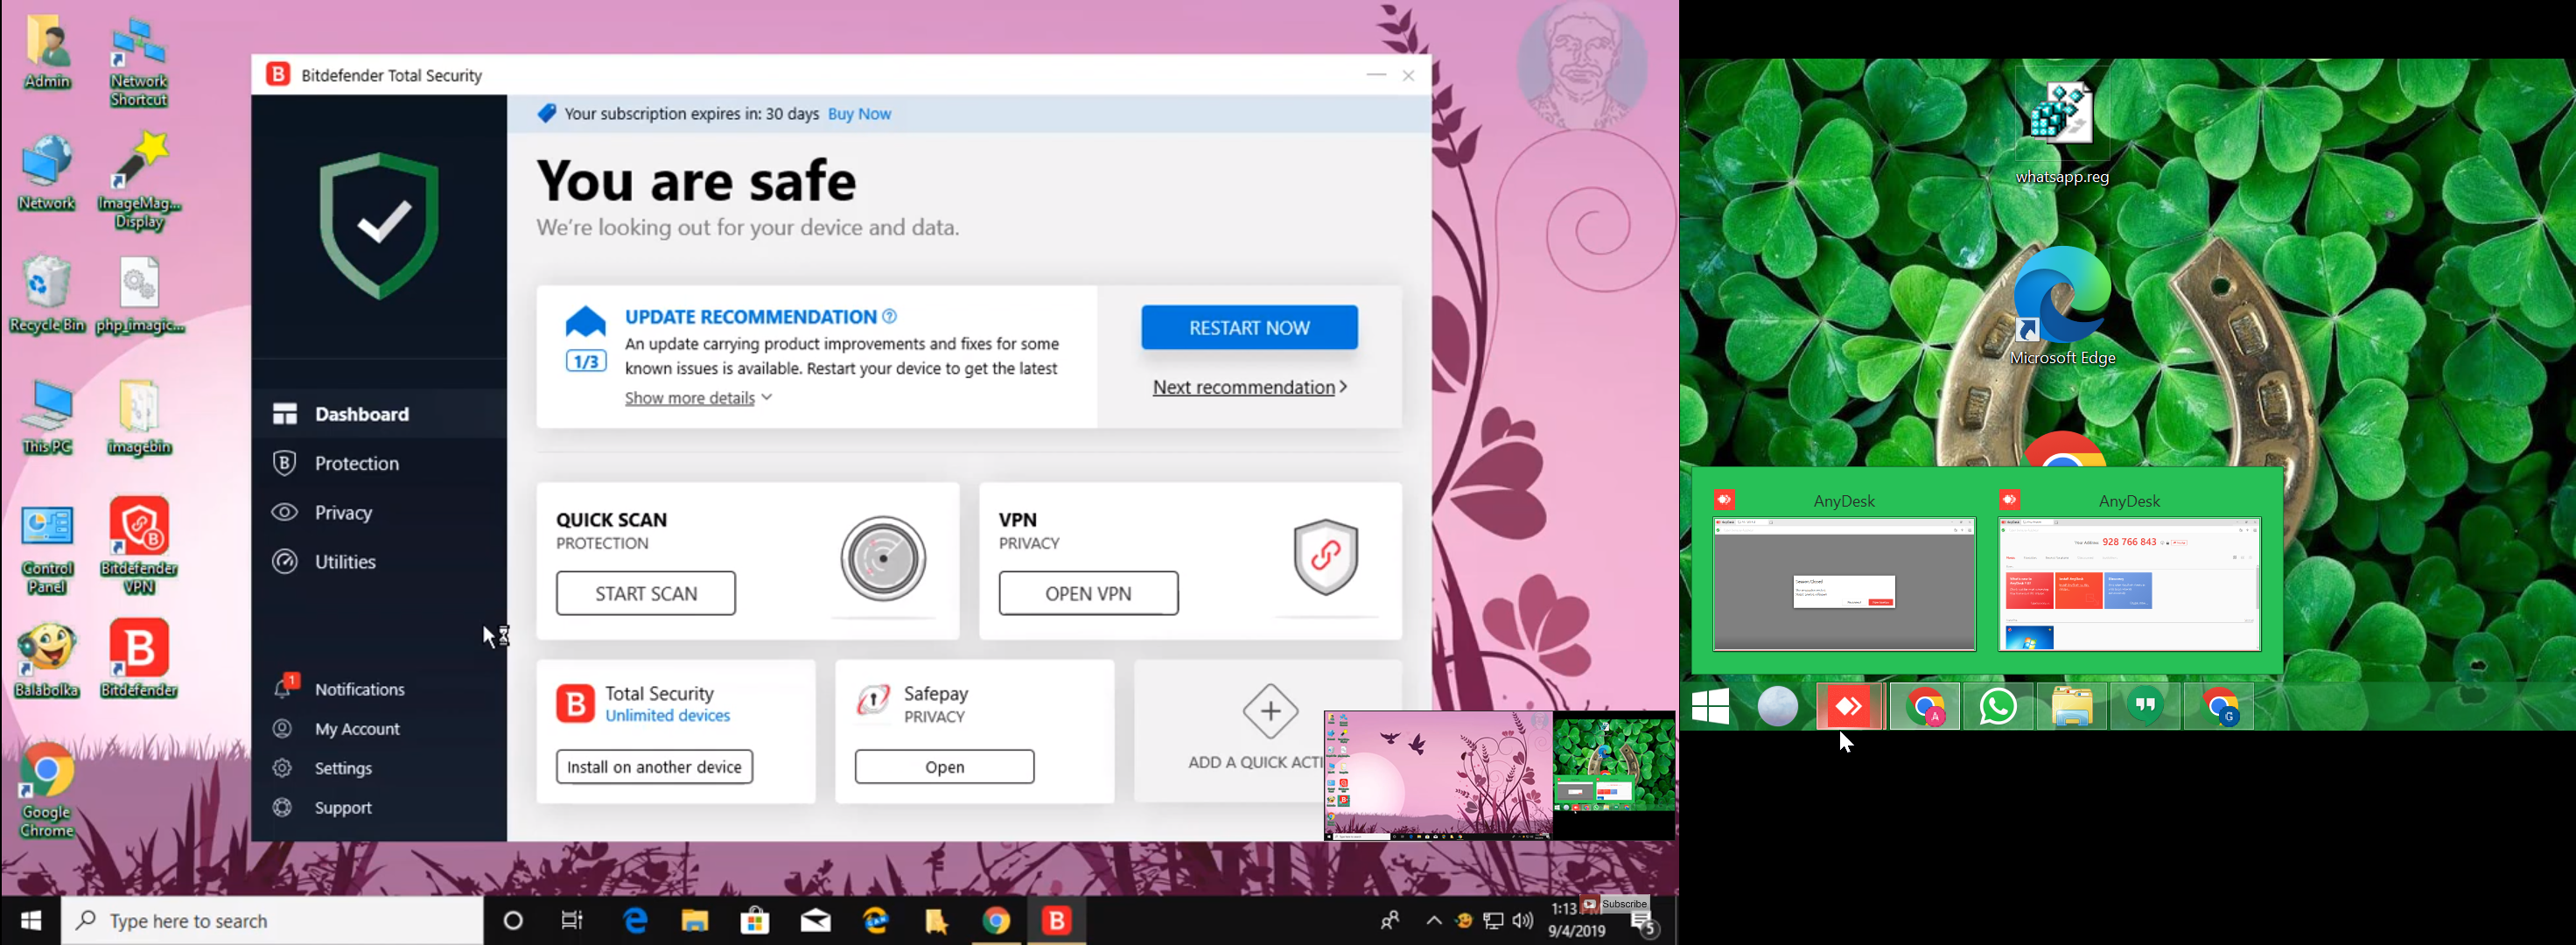 Admin
Network
Shortcut
Network
ImageMag...
Display
Recycle Bin
php_imagic...
This PC
imagebin
Control
Panel
Bitdefender
VPN
Balabolka
Bitdefender
Google
Chrome
Bitdefender Total Security
Your subscription expires in: 30 days Buy Now
You are safe
We're looking out for your device and data.
UPDATE RECOMMENDATION
1/3
An update carrying product improvements and fixes for some
known issues is available. Restart your device to get the latest
Show more details
RESTART NOW
Next recommendation
Dashboard
Protection
Privacy
Utilities
Notifications
1
My Account
Settings
Support
QUICK SCAN
PROTECTION
START SCAN
VPN
PRIVACY
OPEN VPN
Total Security
Unlimited devices
Install on another device
Safepay
PRIVACY
Open
ADD A QUICK ACTI
Type here to search
1:13
9/4/2019
5
Subscribe
whatsapp.reg
Microsoft Edge
AnyDesk
AnyDesk
Your Address: 928 766 843
A
G